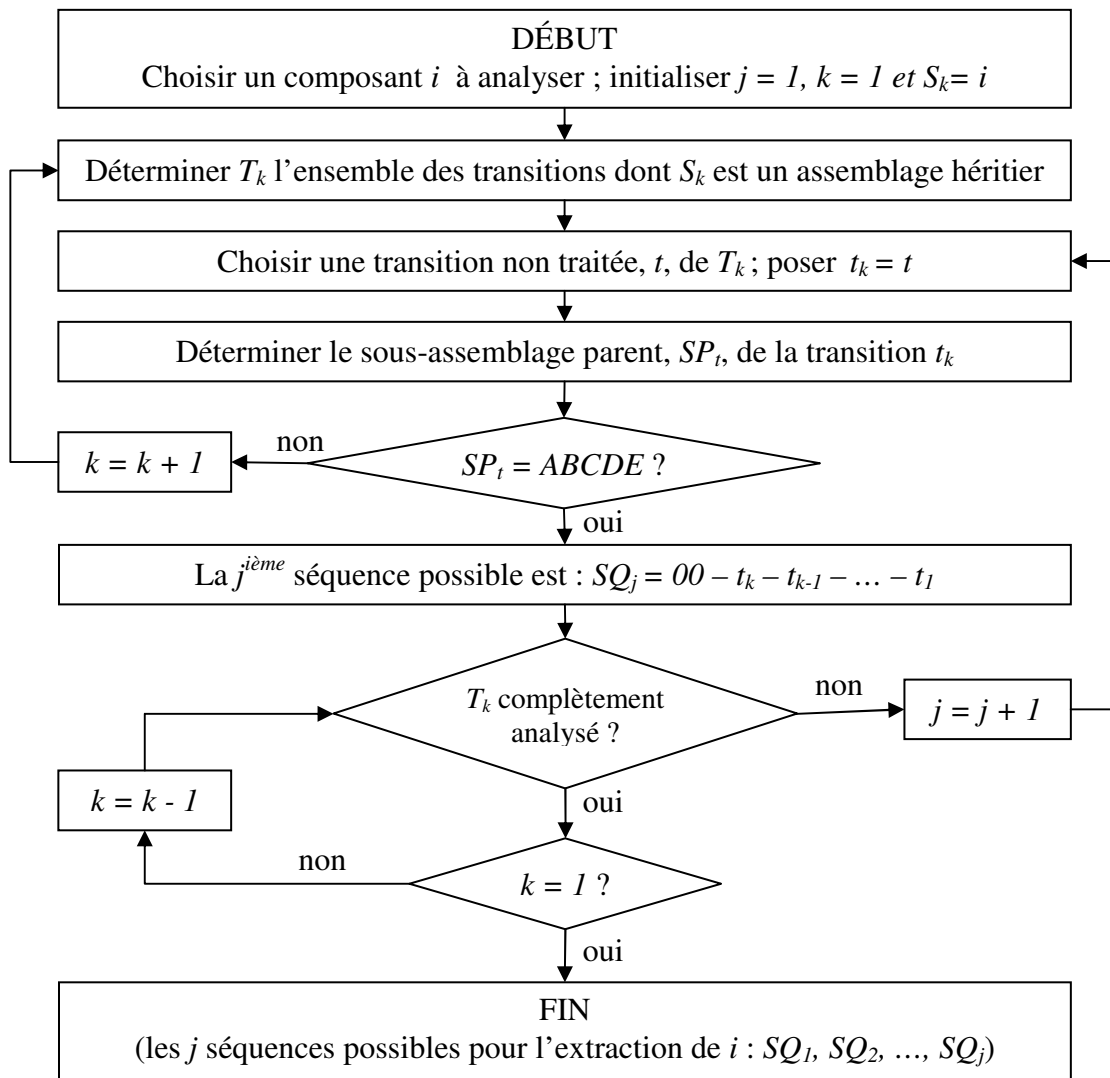 DÉBUT
Choisir un composant i à analyser ; initialiser j = 1, k = 1 et Sk= i
Déterminer Tk l'ensemble des transitions dont Sk est un assemblage héritier
Choisir une transition non traitée, t, de Tk ; poser tk = t
Déterminer le sous-assemblage parent, SPt, de la transition tk
non
k = k + 1
SPt = ABCDE ?
oui
La jième séquence possible est : SQj = 00 – tk – tk-1 – … – t1
Tk complètement
analysé ?
non
j = j + 1
k = k - 1
oui
non
k = 1 ?
oui
FIN
(les j séquences possibles pour l'extraction de i : SQ1, SQ2, …, SQj)